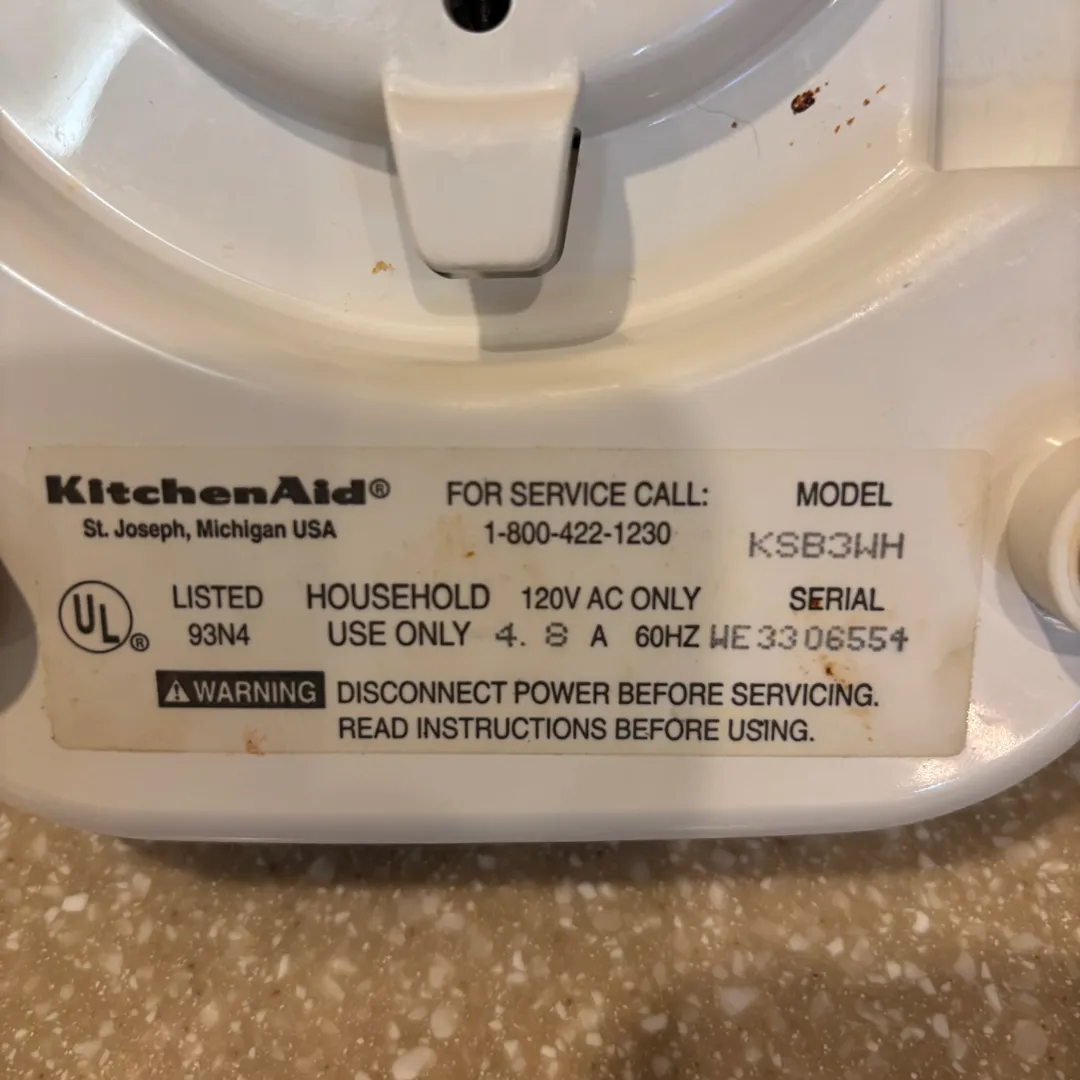 KitchenAid®
St. Joseph, Michigan USA
FOR SERVICE CALL:
1-800-422-1230
MODEL
KSB3WH
UL®
LISTED
93N4
HOUSEHOLD
USE ONLY
120V AC ONLY
4.8 A 60HZ
SERIAL
WE3306554
⚠ WARNING DISCONNECT POWER BEFORE SERVICING.
READ INSTRUCTIONS BEFORE USING.